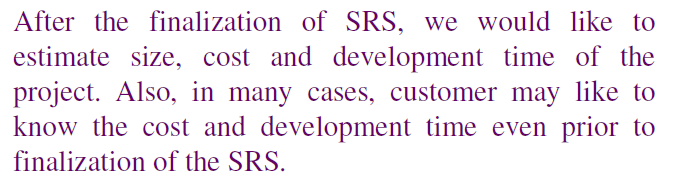 After the finalization of SRS, we would like to
estimate size, cost and development time of the
project. Also, in many cases, customer may like to
know the cost and development time even prior to
finalization of the SRS.